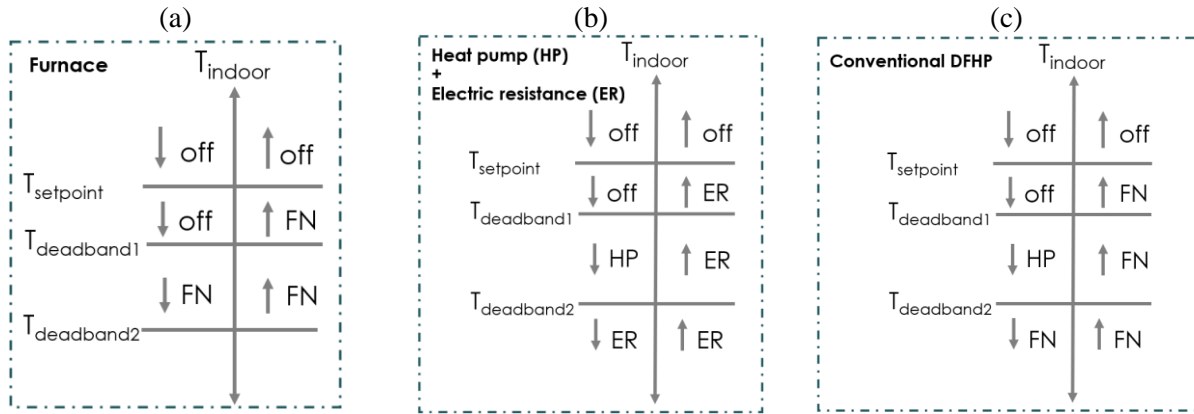 (a)
(b)
(c)
Furnace
T_indoor
off
off
T_setpoint
off
FN
T_deadband1
FN
FN
T_deadband2
Heat pump (HP)
+
Electric resistance (ER)
T_indoor
off
off
T_setpoint
off
ER
T_deadband1
HP
ER
T_deadband2
ER
ER
Conventional DFHP
T_indoor
off
off
T_setpoint
off
FN
T_deadband1
HP
FN
T_deadband2
FN
FN